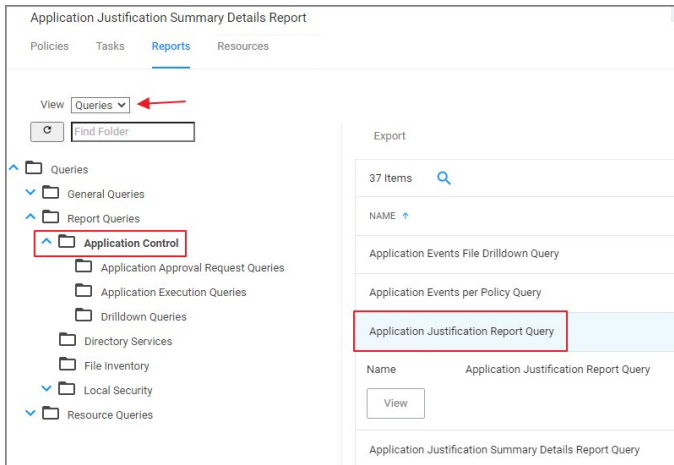 Application Justification Summary Details Report
Policies Tasks Reports Resources
View Queries
Find Folder
Queries
General Queries
Report Queries
Application Control
Application Approval Request Queries
Application Execution Queries
Drilldown Queries
Directory Services
File Inventory
Local Security
Resource Queries
Export
37 Items
NAME
Application Events File Drilldown Query
Application Events per Policy Query
Application Justification Report Query
Name Application Justification Report Query
View
Application Justification Summary Details Report Query